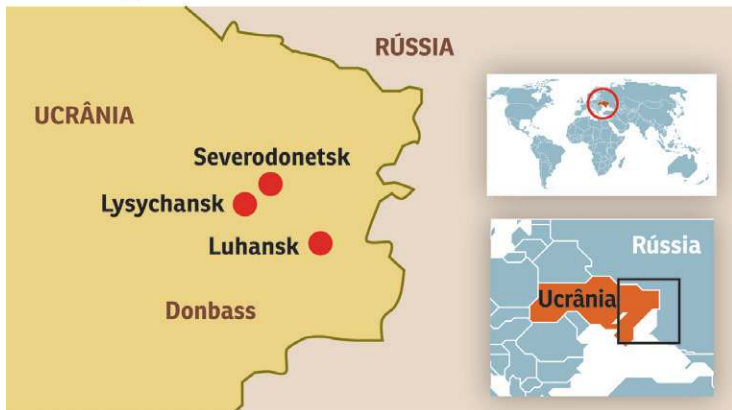 RÚSSIA
UCRÂNIA
Severodonetsk
Lysychansk
Luhansk
Donbass
Rússia
Ucrânia